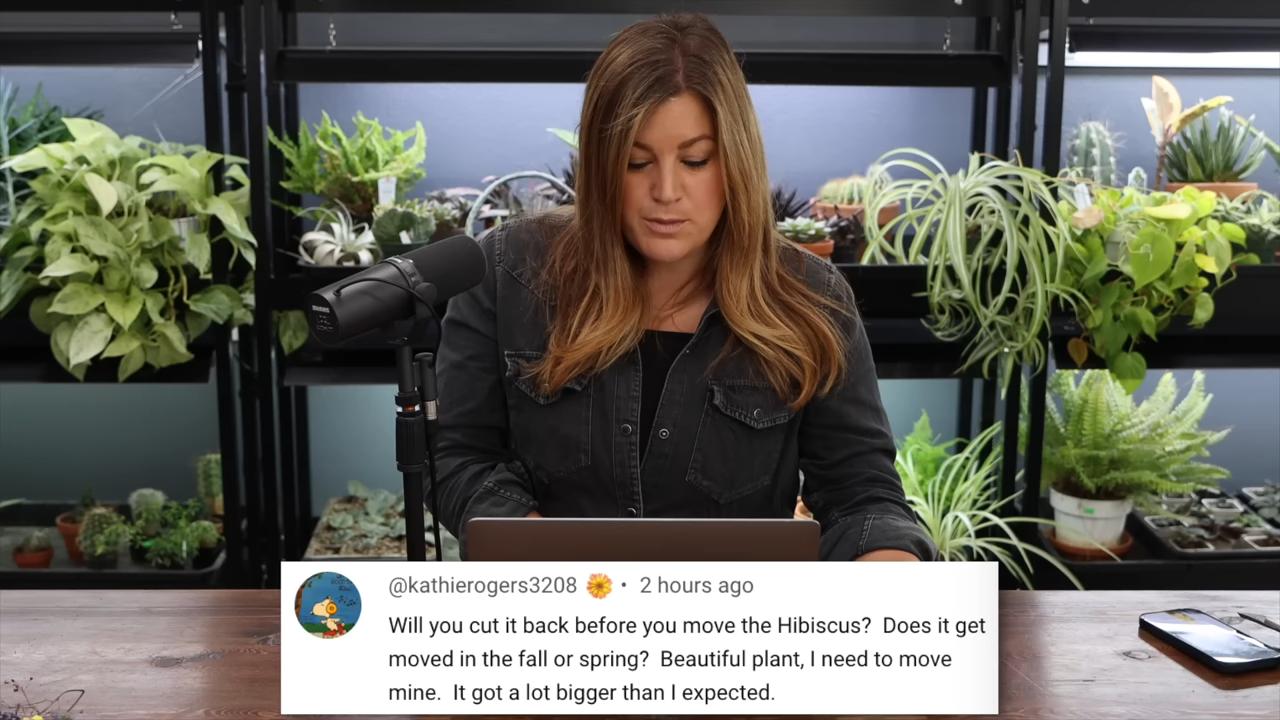 @kathierogers3208 • 2 hours ago
Will you cut it back before you move the Hibiscus? Does it get
moved in the fall or spring? Beautiful plant, I need to move
mine. It got a lot bigger than I expected.